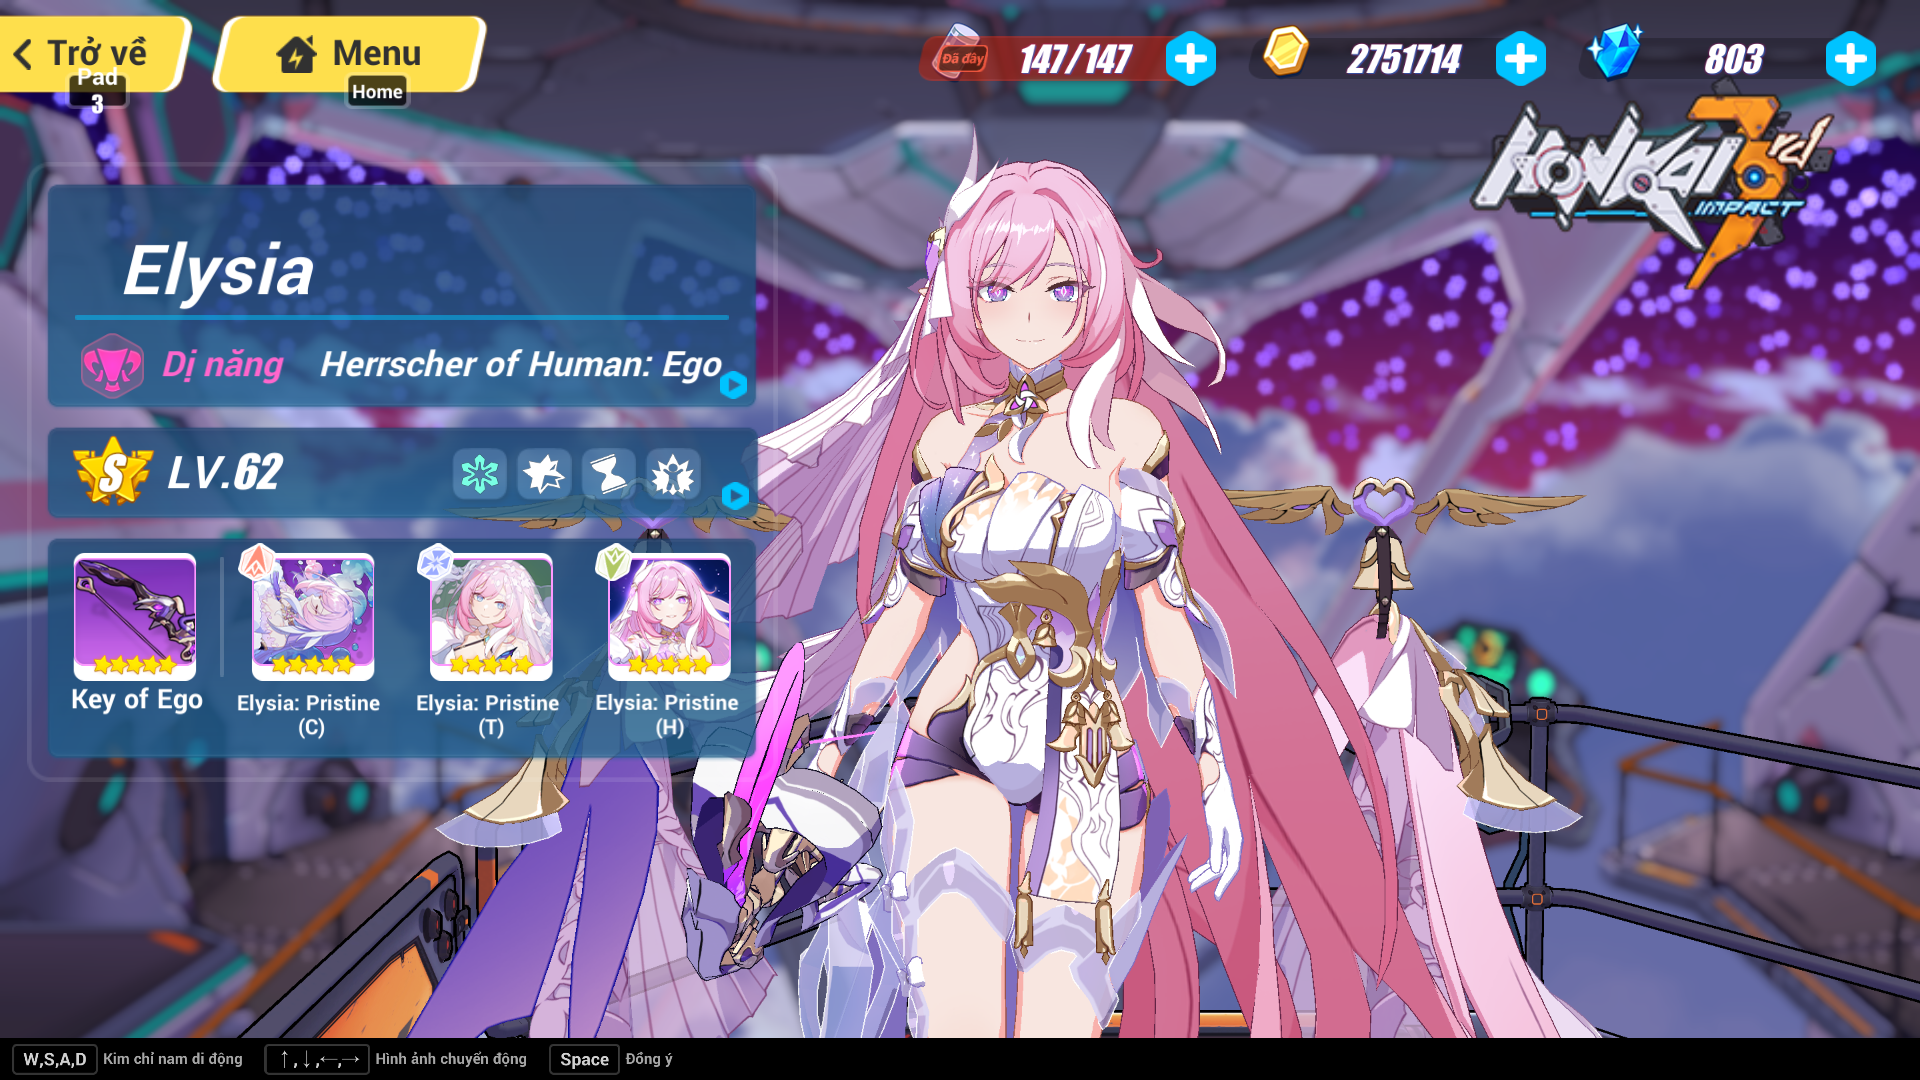 Trở về
Pad
3
Menu
Home
Đã đầy
147/147
2751714
803
HONKAI 3rd
IMPACT
Elysia
Dị năng
Herrscher of Human: Ego
S
LV.62
Key of Ego
Elysia: Pristine
(C)
Elysia: Pristine
(T)
Elysia: Pristine
(H)
W,S,A,D Kim chỉ nam di động
↑,↓,←,→ Hình ảnh chuyển động
Space Đồng ý